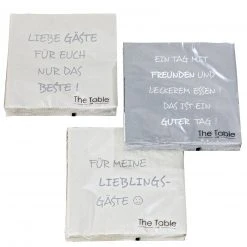 LIEBE GÄSTE
FÜR EUCH
NUR DAS
BESTE !
The Table
EIN TAG MIT
FREUNDEN UND
LECKEREM ESSEN !
DAS IST EIN
GUTER TAG !
The Table
FÜR MEINE
LIEBLINGS-
GÄSTE ☺
The Table